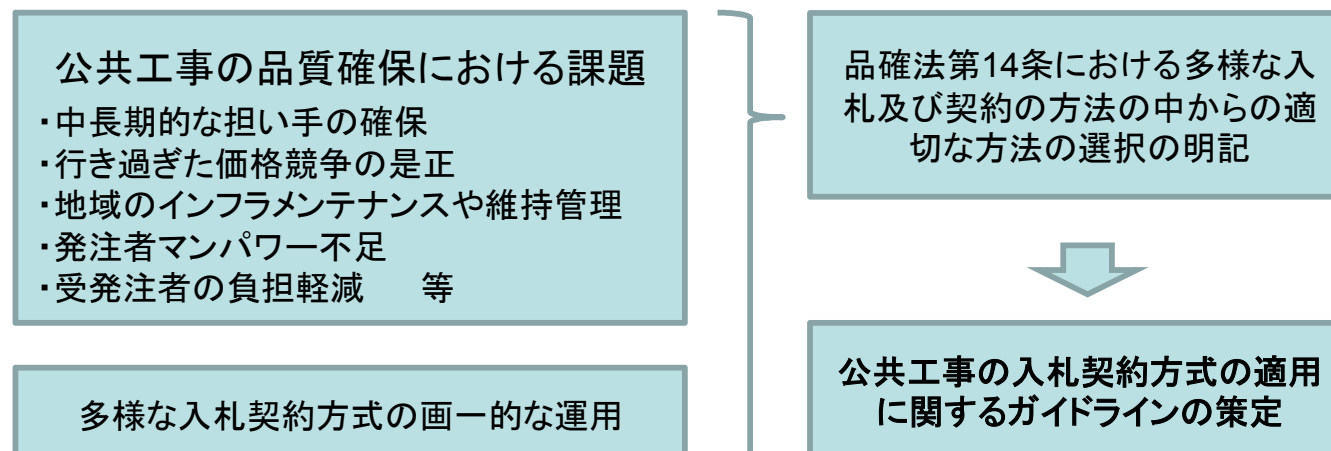 公共工事の品質確保における課題
・中長期的な担い手の確保
・行き過ぎた価格競争の是正
・地域のインフラメンテナンスや維持管理
・発注者マンパワー不足
・受発注者の負担軽減　等
多様な入札契約方式の画一的な運用
品確法第14条における多様な入
札及び契約の方法の中からの適
切な方法の選択の明記
公共工事の入札契約方式の適用
に関するガイドラインの策定